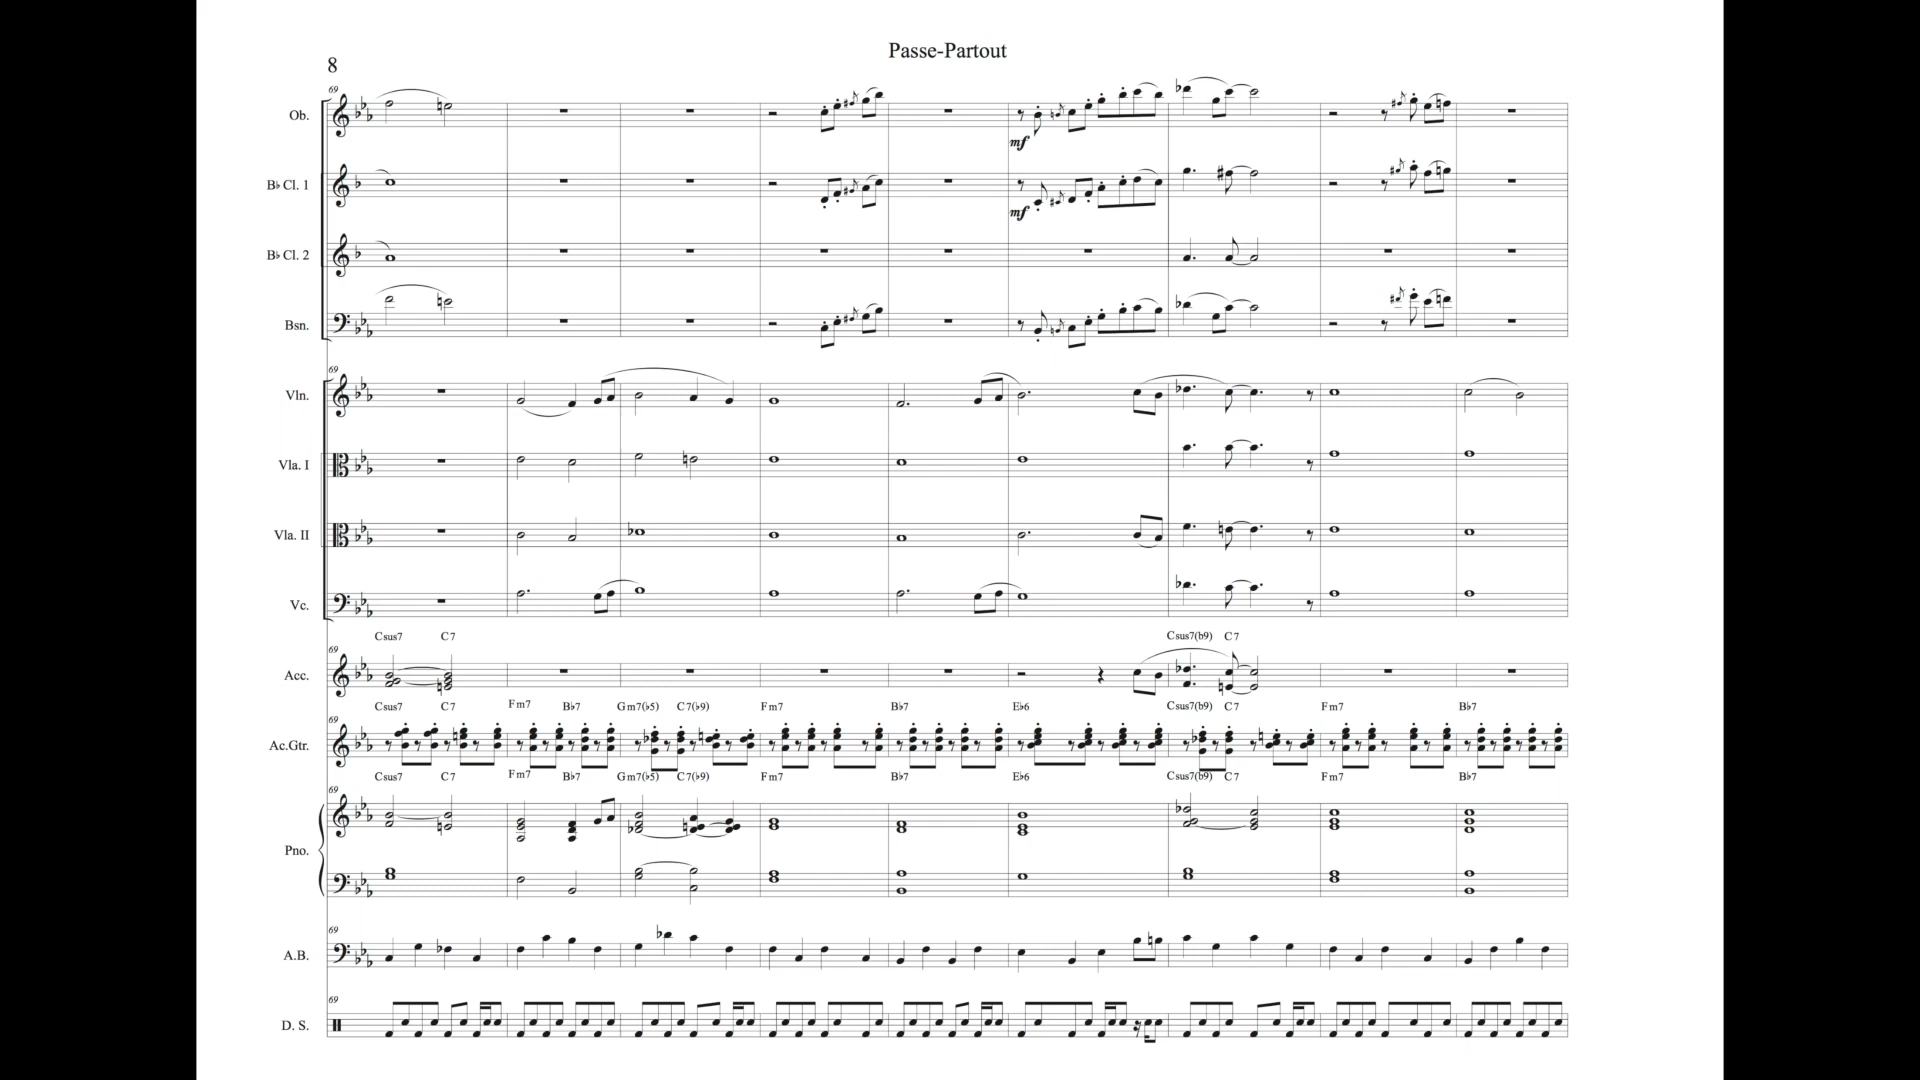 Passe-Partout
8
69
Ob.
mf
B♭ Cl. 1
mf
B♭ Cl. 2
Bsn.
69
Vln.
Vla. I
Vla. II
Vc.
Csus7 C7 Csus7(b9) C7
69
Acc.
Csus7 C7 Fm7 B♭7 Gm7(♭5) C7(♭9) Fm7 B♭7 E♭6 Csus7(b9) C7 Fm7 B♭7
69
Ac.Gtr.
Csus7 C7 Fm7 B♭7 Gm7(♭5) C7(♭9) Fm7 B♭7 E♭6 Csus7(b9) C7 Fm7 B♭7
69
Pno.
69
A.B.
69
D. S.